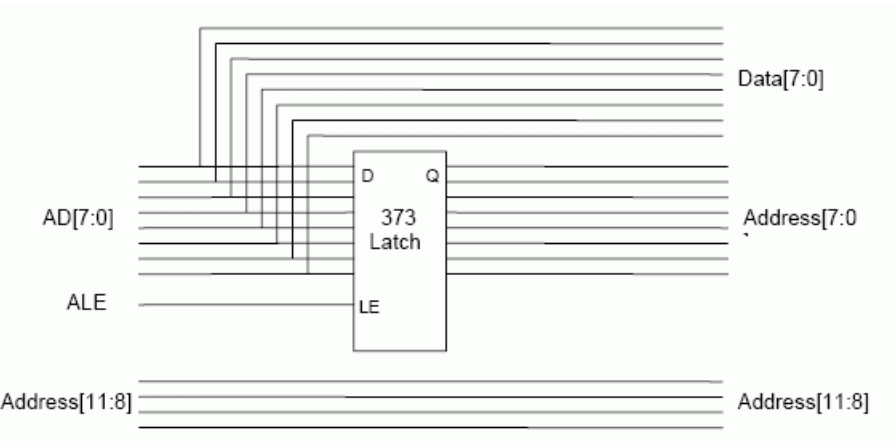 Data[7:0]
D Q
AD[7:0]
373
Latch
Address[7:0
ALE
LE
Address[11:8]
Address[11:8]